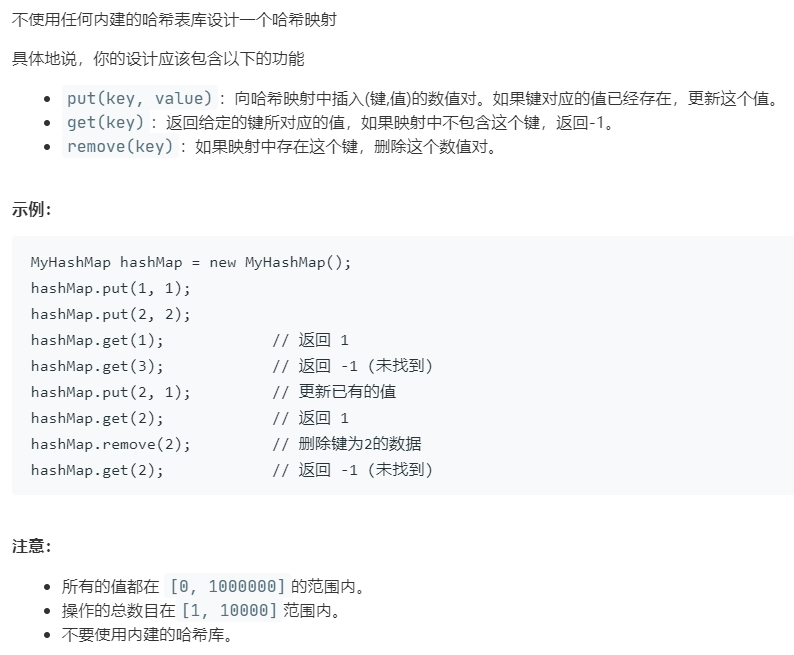 不使用任何内建的哈希表库设计一个哈希映射
具体地说，你的设计应该包含以下的功能
• put(key, value)：向哈希映射中插入(键,值)的数值对。如果键对应的值已经存在，更新这个值。
• get(key)：返回给定的键所对应的值，如果映射中不包含这个键，返回-1。
• remove(key)：如果映射中存在这个键，删除这个数值对。
示例：
MyHashMap hashMap = new MyHashMap();
hashMap.put(1, 1);
hashMap.put(2, 2);
hashMap.get(1);            // 返回 1
hashMap.get(3);            // 返回 -1 (未找到)
hashMap.put(2, 1);         // 更新已有的值
hashMap.get(2);            // 返回 1
hashMap.remove(2);         // 删除键为2的数据
hashMap.get(2);            // 返回 -1 (未找到)
注意：
• 所有的值都在 [0, 1000000]的范围内。
• 操作的总数目在[1, 10000]范围内。
• 不要使用内建的哈希库。